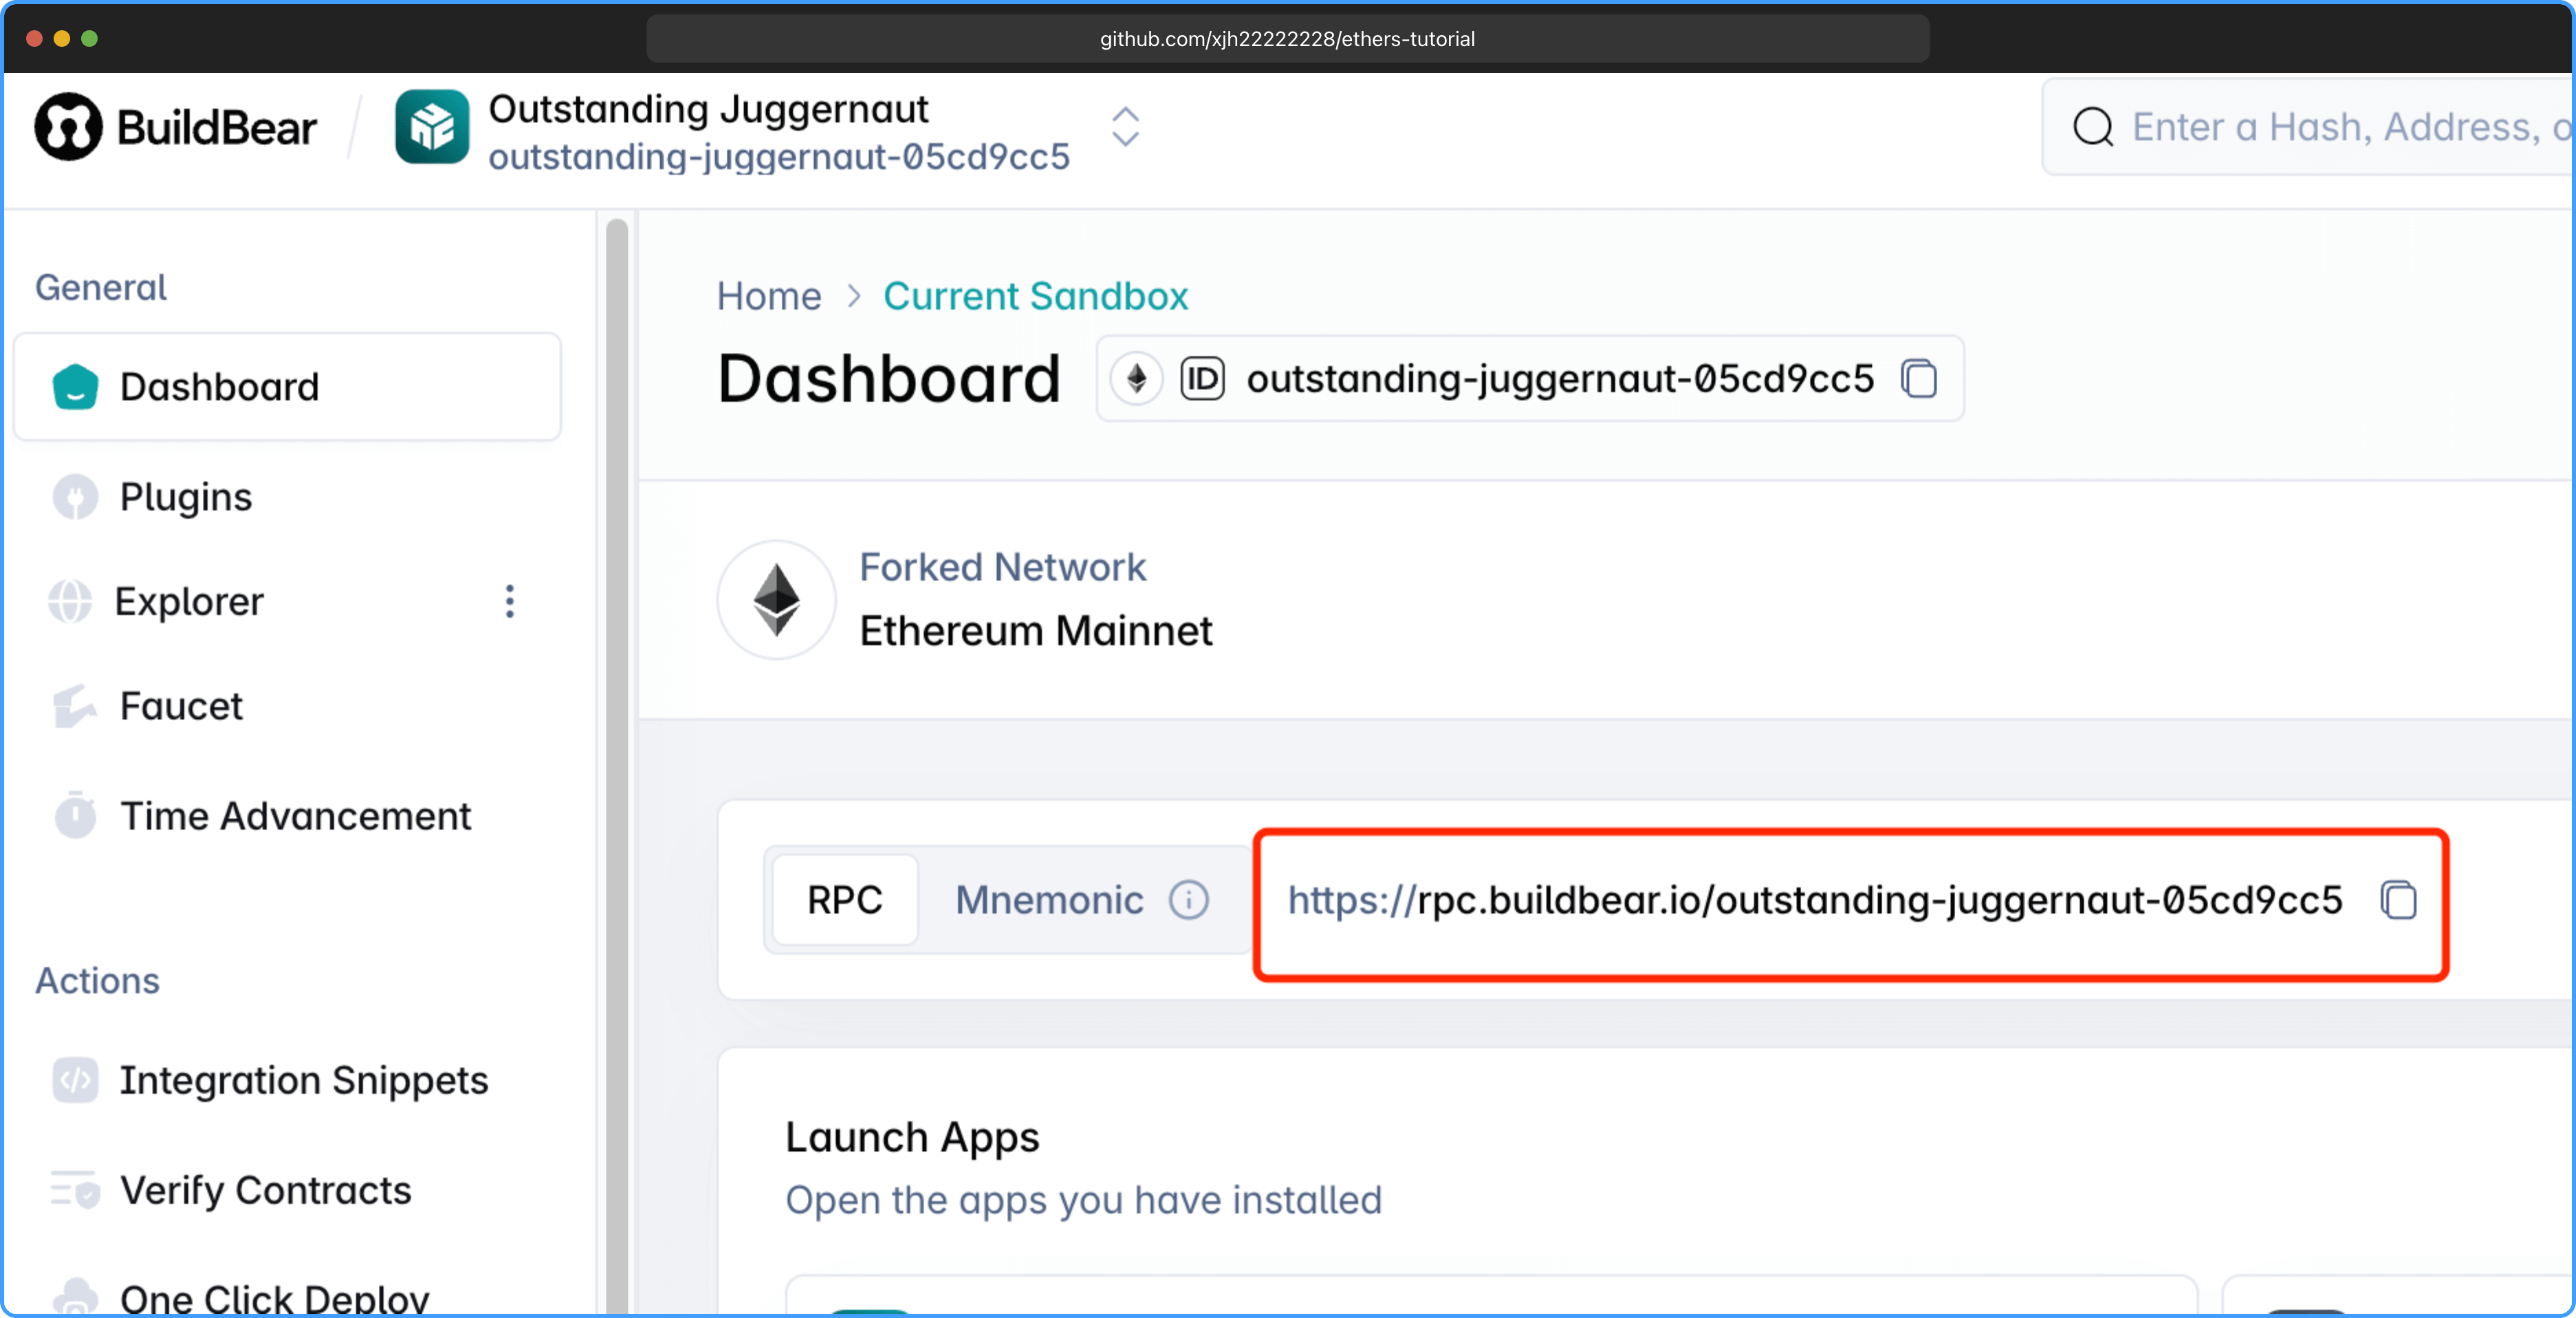 github.com/xjh22222228/ethers-tutorial
BuildBear
Outstanding Juggernaut
outstanding-juggernaut-05cd9cc5
Enter a Hash, Address, o
General
Dashboard
Plugins
Explorer
Faucet
Time Advancement
Actions
Integration Snippets
Verify Contracts
One Click Deploy
Home > Current Sandbox
Dashboard
ID outstanding-juggernaut-05cd9cc5
Forked Network
Ethereum Mainnet
RPC Mnemonic https://rpc.buildbear.io/outstanding-juggernaut-05cd9cc5
Launch Apps
Open the apps you have installed